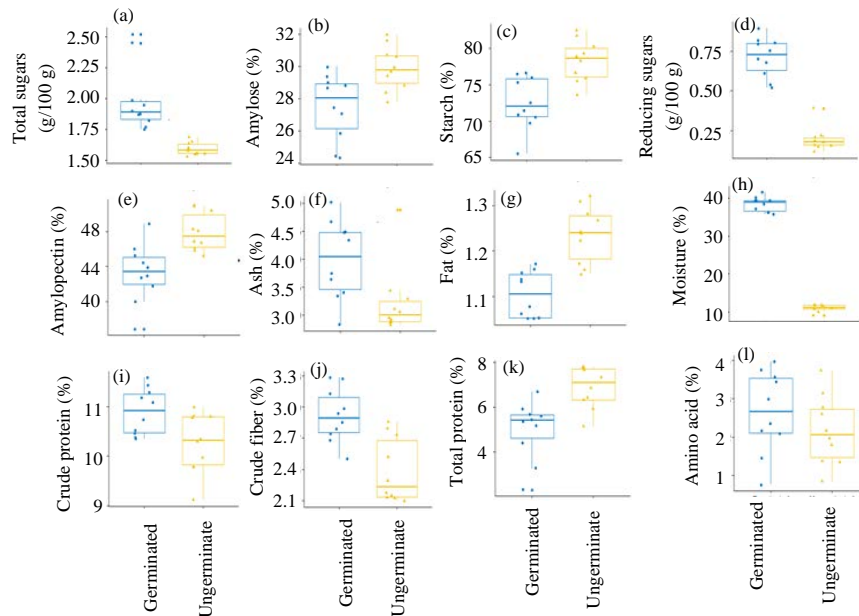 (a)
Total sugars
(g/100 g)
2.50
2.25
2.00
1.75
1.50
(b)
Amylose (%)
32
30
28
26
24
(c)
Starch (%)
80
75
70
65
(d)
Reducing sugars
(g/100 g)
0.75
0.50
0.25
(e)
Amylopectin (%)
48
44
40
(f)
Ash (%)
5.0
4.5
4.0
3.5
3.0
(g)
Fat (%)
1.3
1.2
1.1
(h)
Moisture (%)
40
30
20
10
(i)
Crude protein (%)
11
10
9
(j)
Crude fiber (%)
3.3
3.0
2.7
2.4
2.1
(k)
Total protein (%)
8
6
4
(l)
Amino acid (%)
4
3
2
1
Germinated
Ungerminate
Germinated
Ungerminate
Germinated
Ungerminate
Germinated
Ungerminate